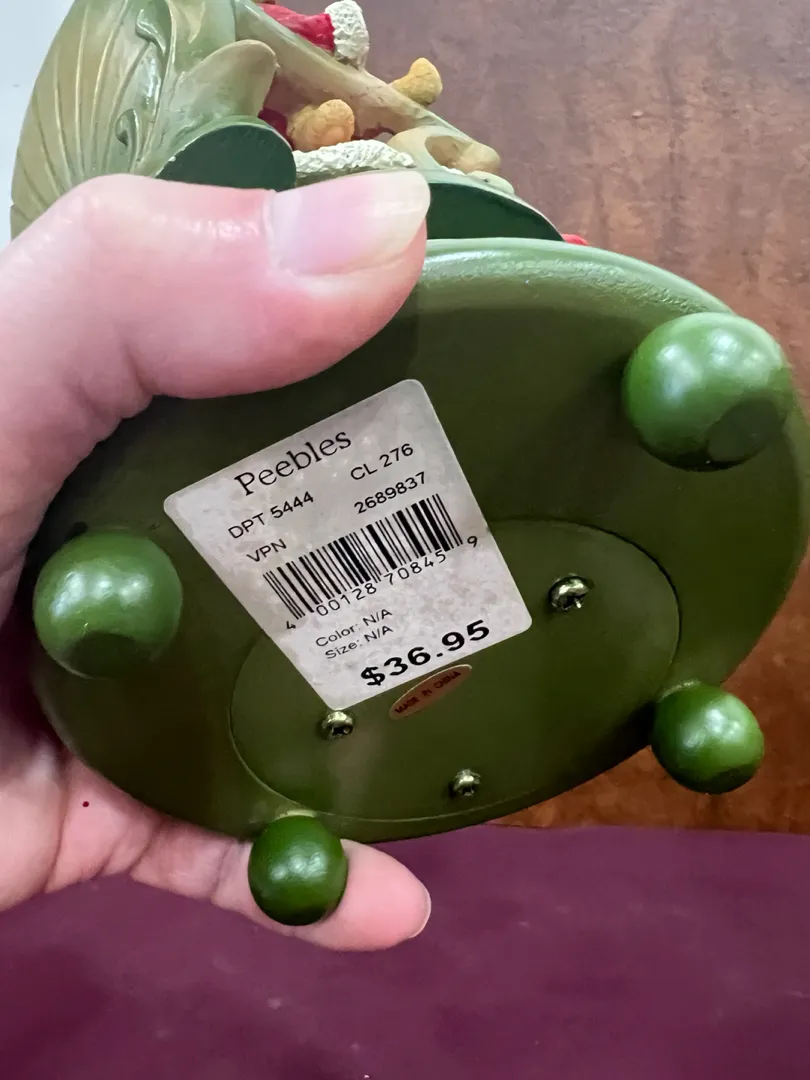 Peebles
DPT 5444 CL 276
VPN 2689837
4 00128 70845 9
Color: N/A
Size: N/A
$36.95
MADE IN CHINA